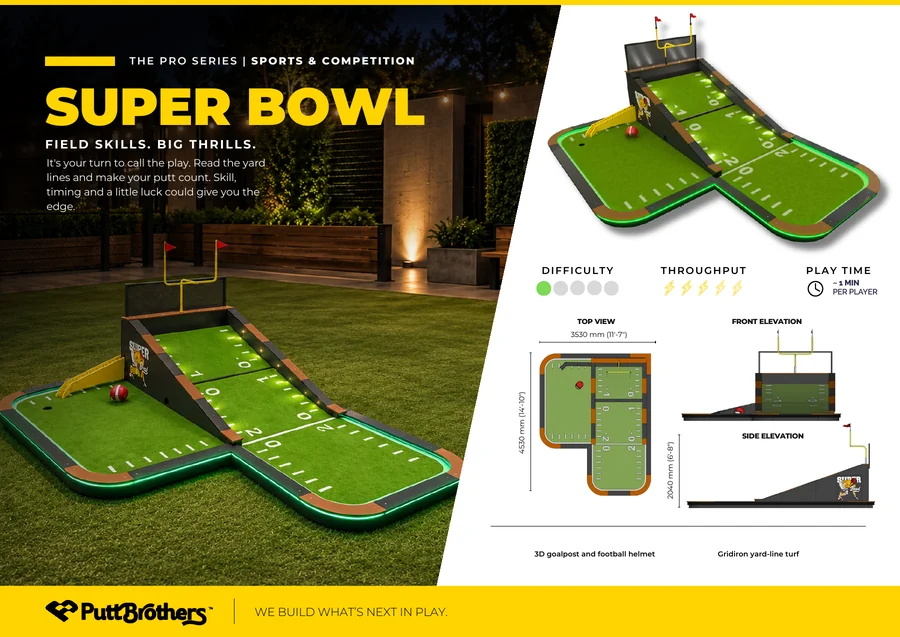 THE PRO SERIES | SPORTS & COMPETITION
SUPER BOWL
FIELD SKILLS. BIG THRILLS.
It's your turn to call the play. Read the yard
lines and make your putt count. Skill,
timing and a little luck could give you the
edge.
SUPER
DIFFICULTY
THROUGHPUT
PLAY TIME
~ 1 MIN
PER PLAYER
TOP VIEW
3530 mm (11'-7")
4530 mm (14'-10")
FRONT ELEVATION
SIDE ELEVATION
2040 mm (6'-8")
SUPER
3D goalpost and football helmet
Gridiron yard-line turf
PuttBrothers™
WE BUILD WHAT'S NEXT IN PLAY.